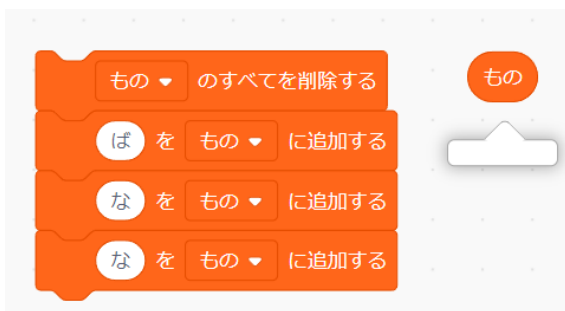 もの のすべてを削除する
もの
ば を もの に追加する
な を もの に追加する
な を もの に追加する